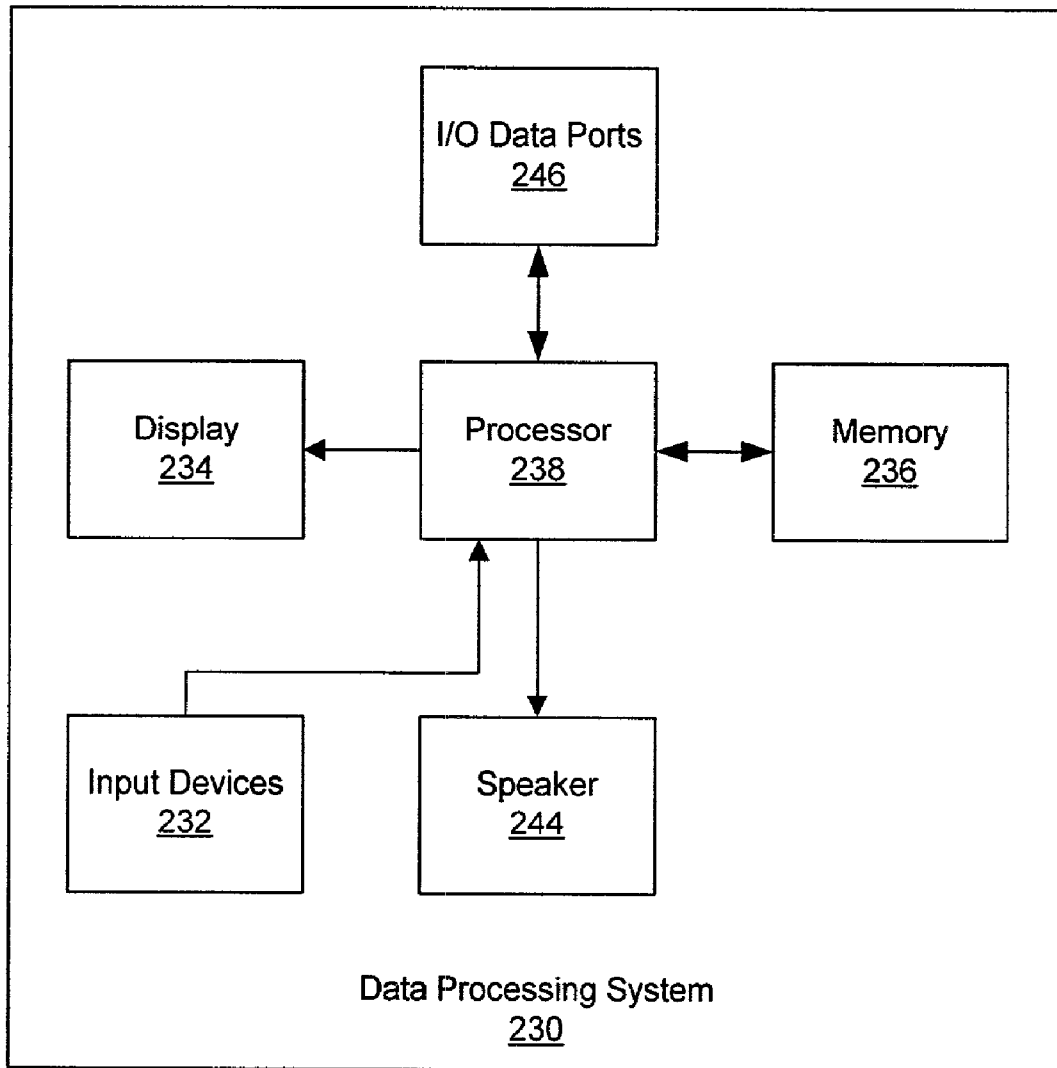 I/O Data Ports
246
Display
234
Processor
238
Memory
236
Input Devices
232
Speaker
244
Data Processing System
230